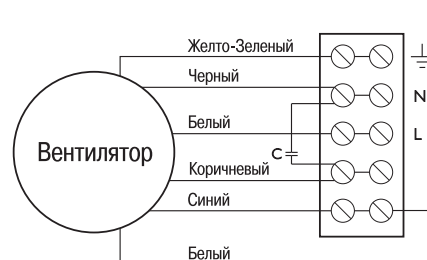 Желто-Зеленый
Черный
N
Белый
L
Вентилятор
C
Коричневый
Синий
Белый